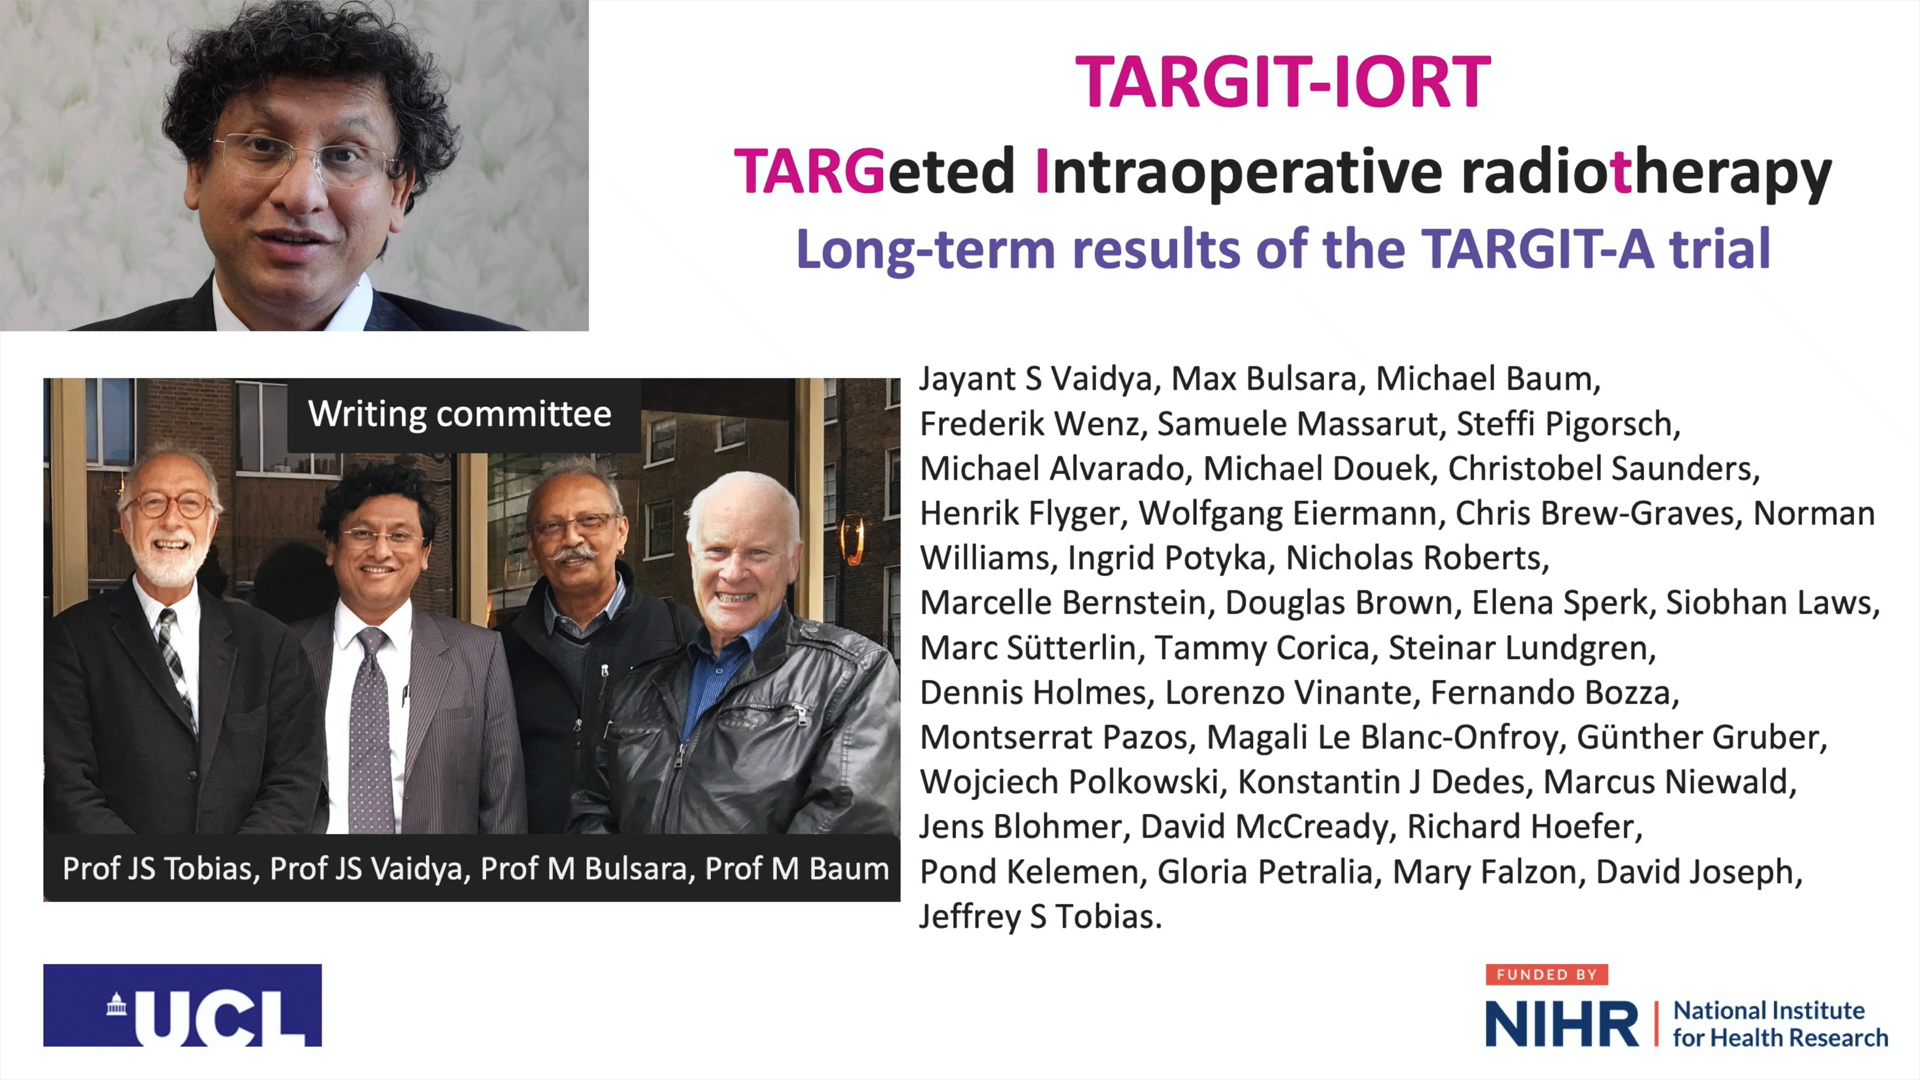 TARGIT-IORT
TARGeted Intraoperative radiotherapy
Long-term results of the TARGIT-A trial
Writing committee
Prof JS Tobias, Prof JS Vaidya, Prof M Bulsara, Prof M Baum
Jayant S Vaidya, Max Bulsara, Michael Baum,
Frederik Wenz, Samuele Massarut, Steffi Pigorsch,
Michael Alvarado, Michael Douek, Christobel Saunders,
Henrik Flyger, Wolfgang Eiermann, Chris Brew-Graves, Norman
Williams, Ingrid Potyka, Nicholas Roberts,
Marcelle Bernstein, Douglas Brown, Elena Sperk, Siobhan Laws,
Marc Sütterlin, Tammy Corica, Steinar Lundgren,
Dennis Holmes, Lorenzo Vinante, Fernando Bozza,
Montserrat Pazos, Magali Le Blanc-Onfroy, Günther Gruber,
Wojciech Polkowski, Konstantin J Dedes, Marcus Niewald,
Jens Blohmer, David McCready, Richard Hoefer,
Pond Kelemen, Gloria Petralia, Mary Falzon, David Joseph,
Jeffrey S Tobias.
UCL
FUNDED BY
NIHR | National Institute
for Health Research